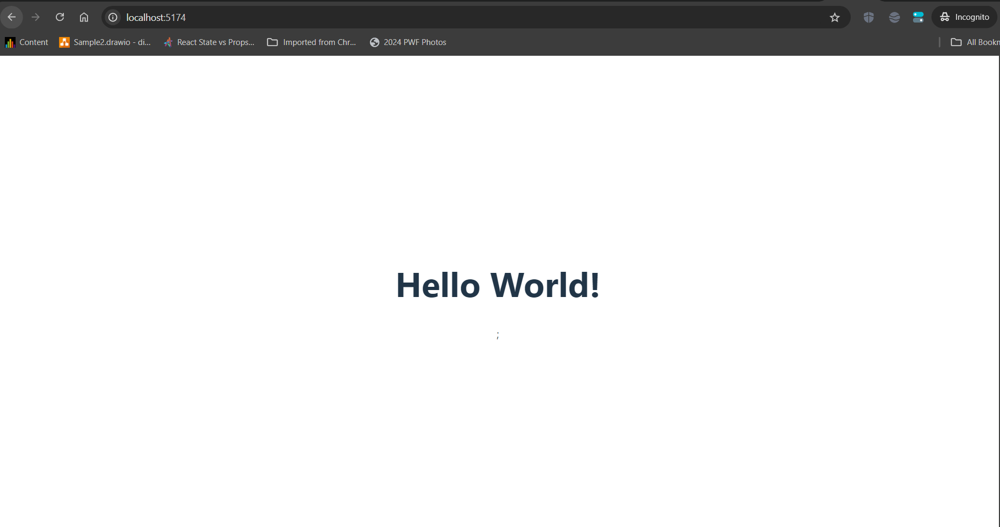 localhost:5174
Incognito
Content
Sample2.drawio - di...
React State vs Props...
Imported from Chr...
2024 PWF Photos
All Bookm
Hello World!
;